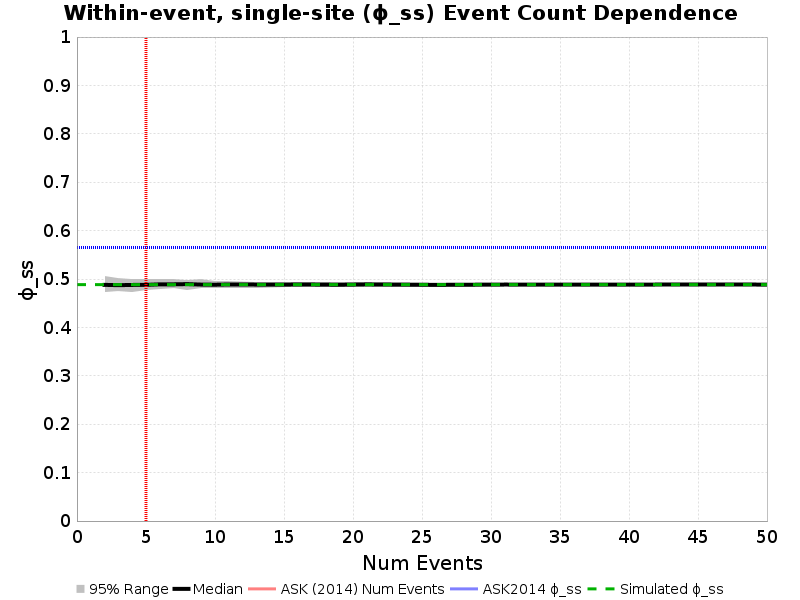 Within-event, single-site (ϕ_ss) Event Count Dependence
1
0.9
0.8
0.7
0.6
0.5
0.4
0.3
0.2
0.1
0
ϕ_ss
0 5 10 15 20 25 30 35 40 45 50
Num Events
95% Range Median ASK (2014) Num Events ASK2014 ϕ_ss Simulated ϕ_ss